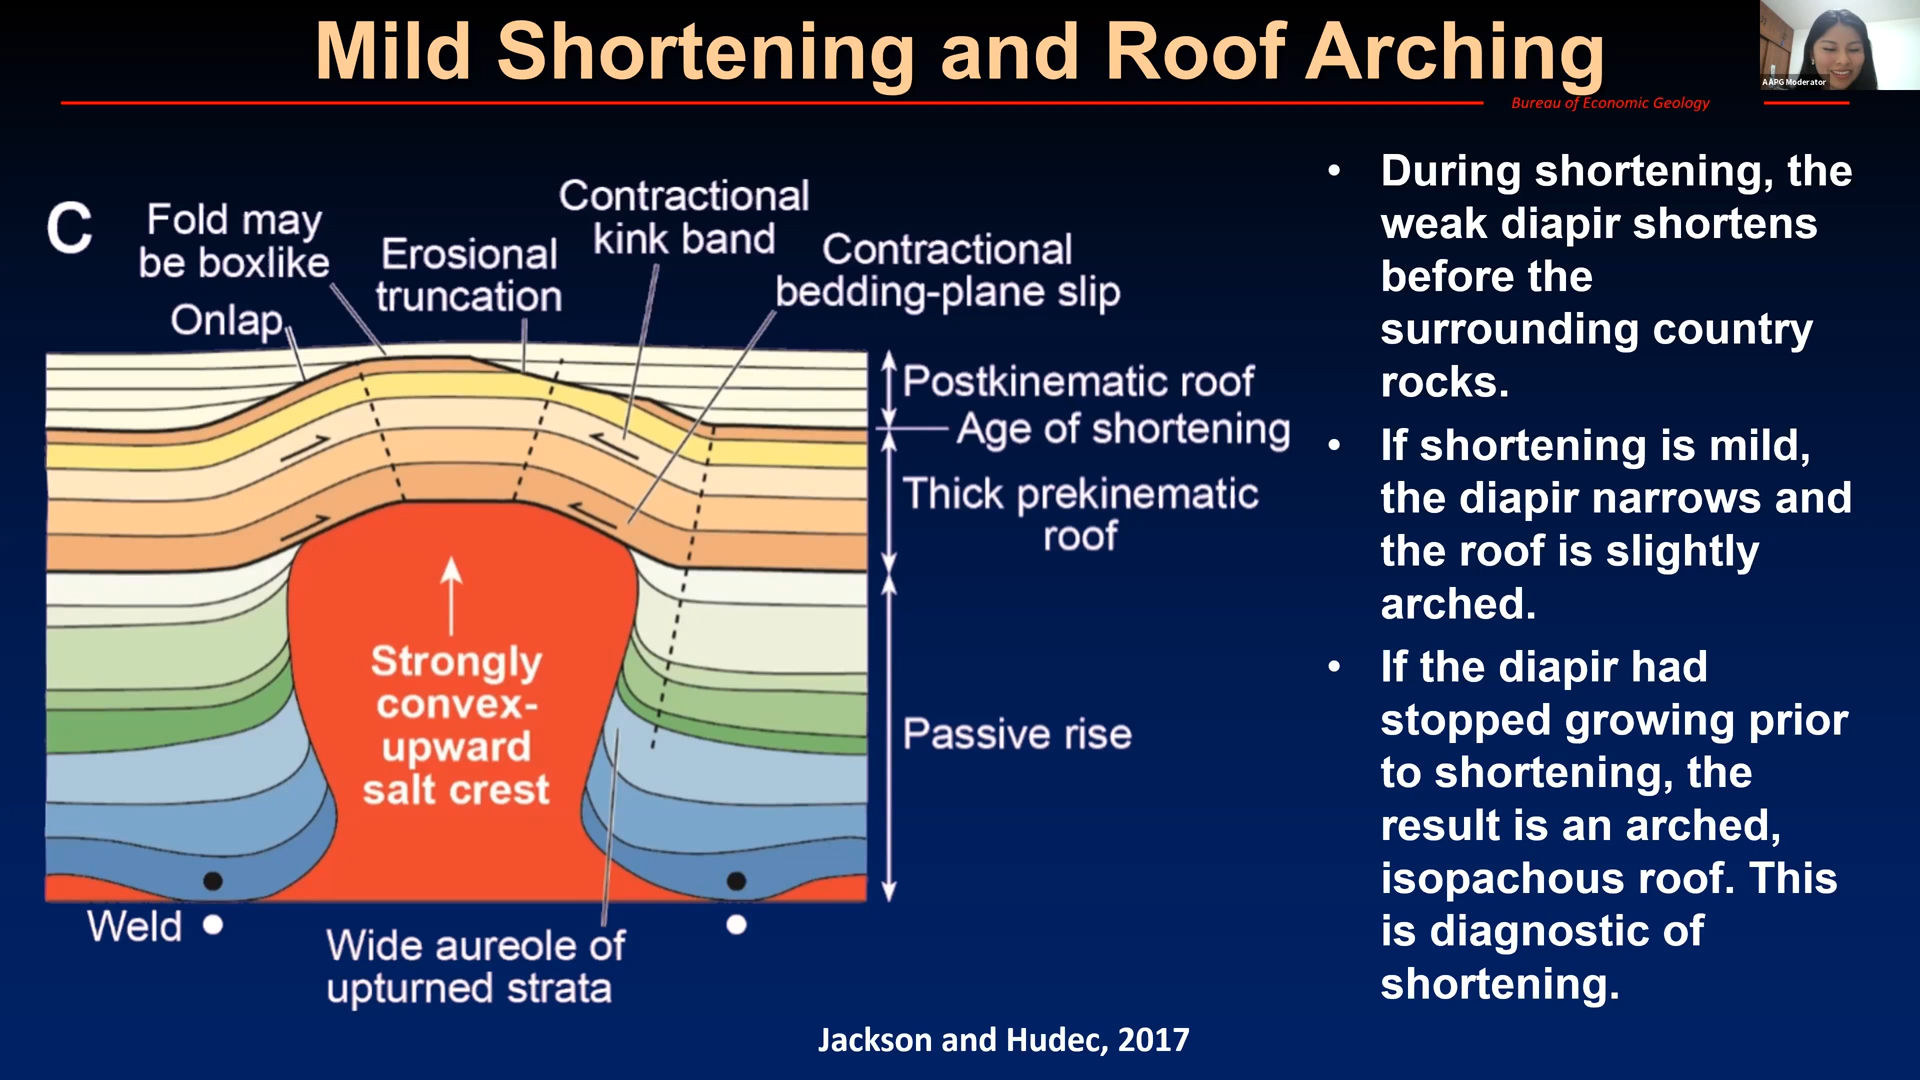 Mild Shortening and Roof Arching
AAPG Moderator
Bureau of Economic Geology
C
Fold may
be boxlike
Onlap
Erosional
truncation
Contractional
kink band
Contractional
bedding-plane slip
Postkinematic roof
Age of shortening
Thick prekinematic
roof
Passive rise
Strongly
convex-
upward
salt crest
Weld
Wide aureole of
upturned strata
• During shortening, the
weak diapir shortens
before the
surrounding country
rocks.
• If shortening is mild,
the diapir narrows and
the roof is slightly
arched.
• If the diapir had
stopped growing prior
to shortening, the
result is an arched,
isopachous roof. This
is diagnostic of
shortening.
Jackson and Hudec, 2017